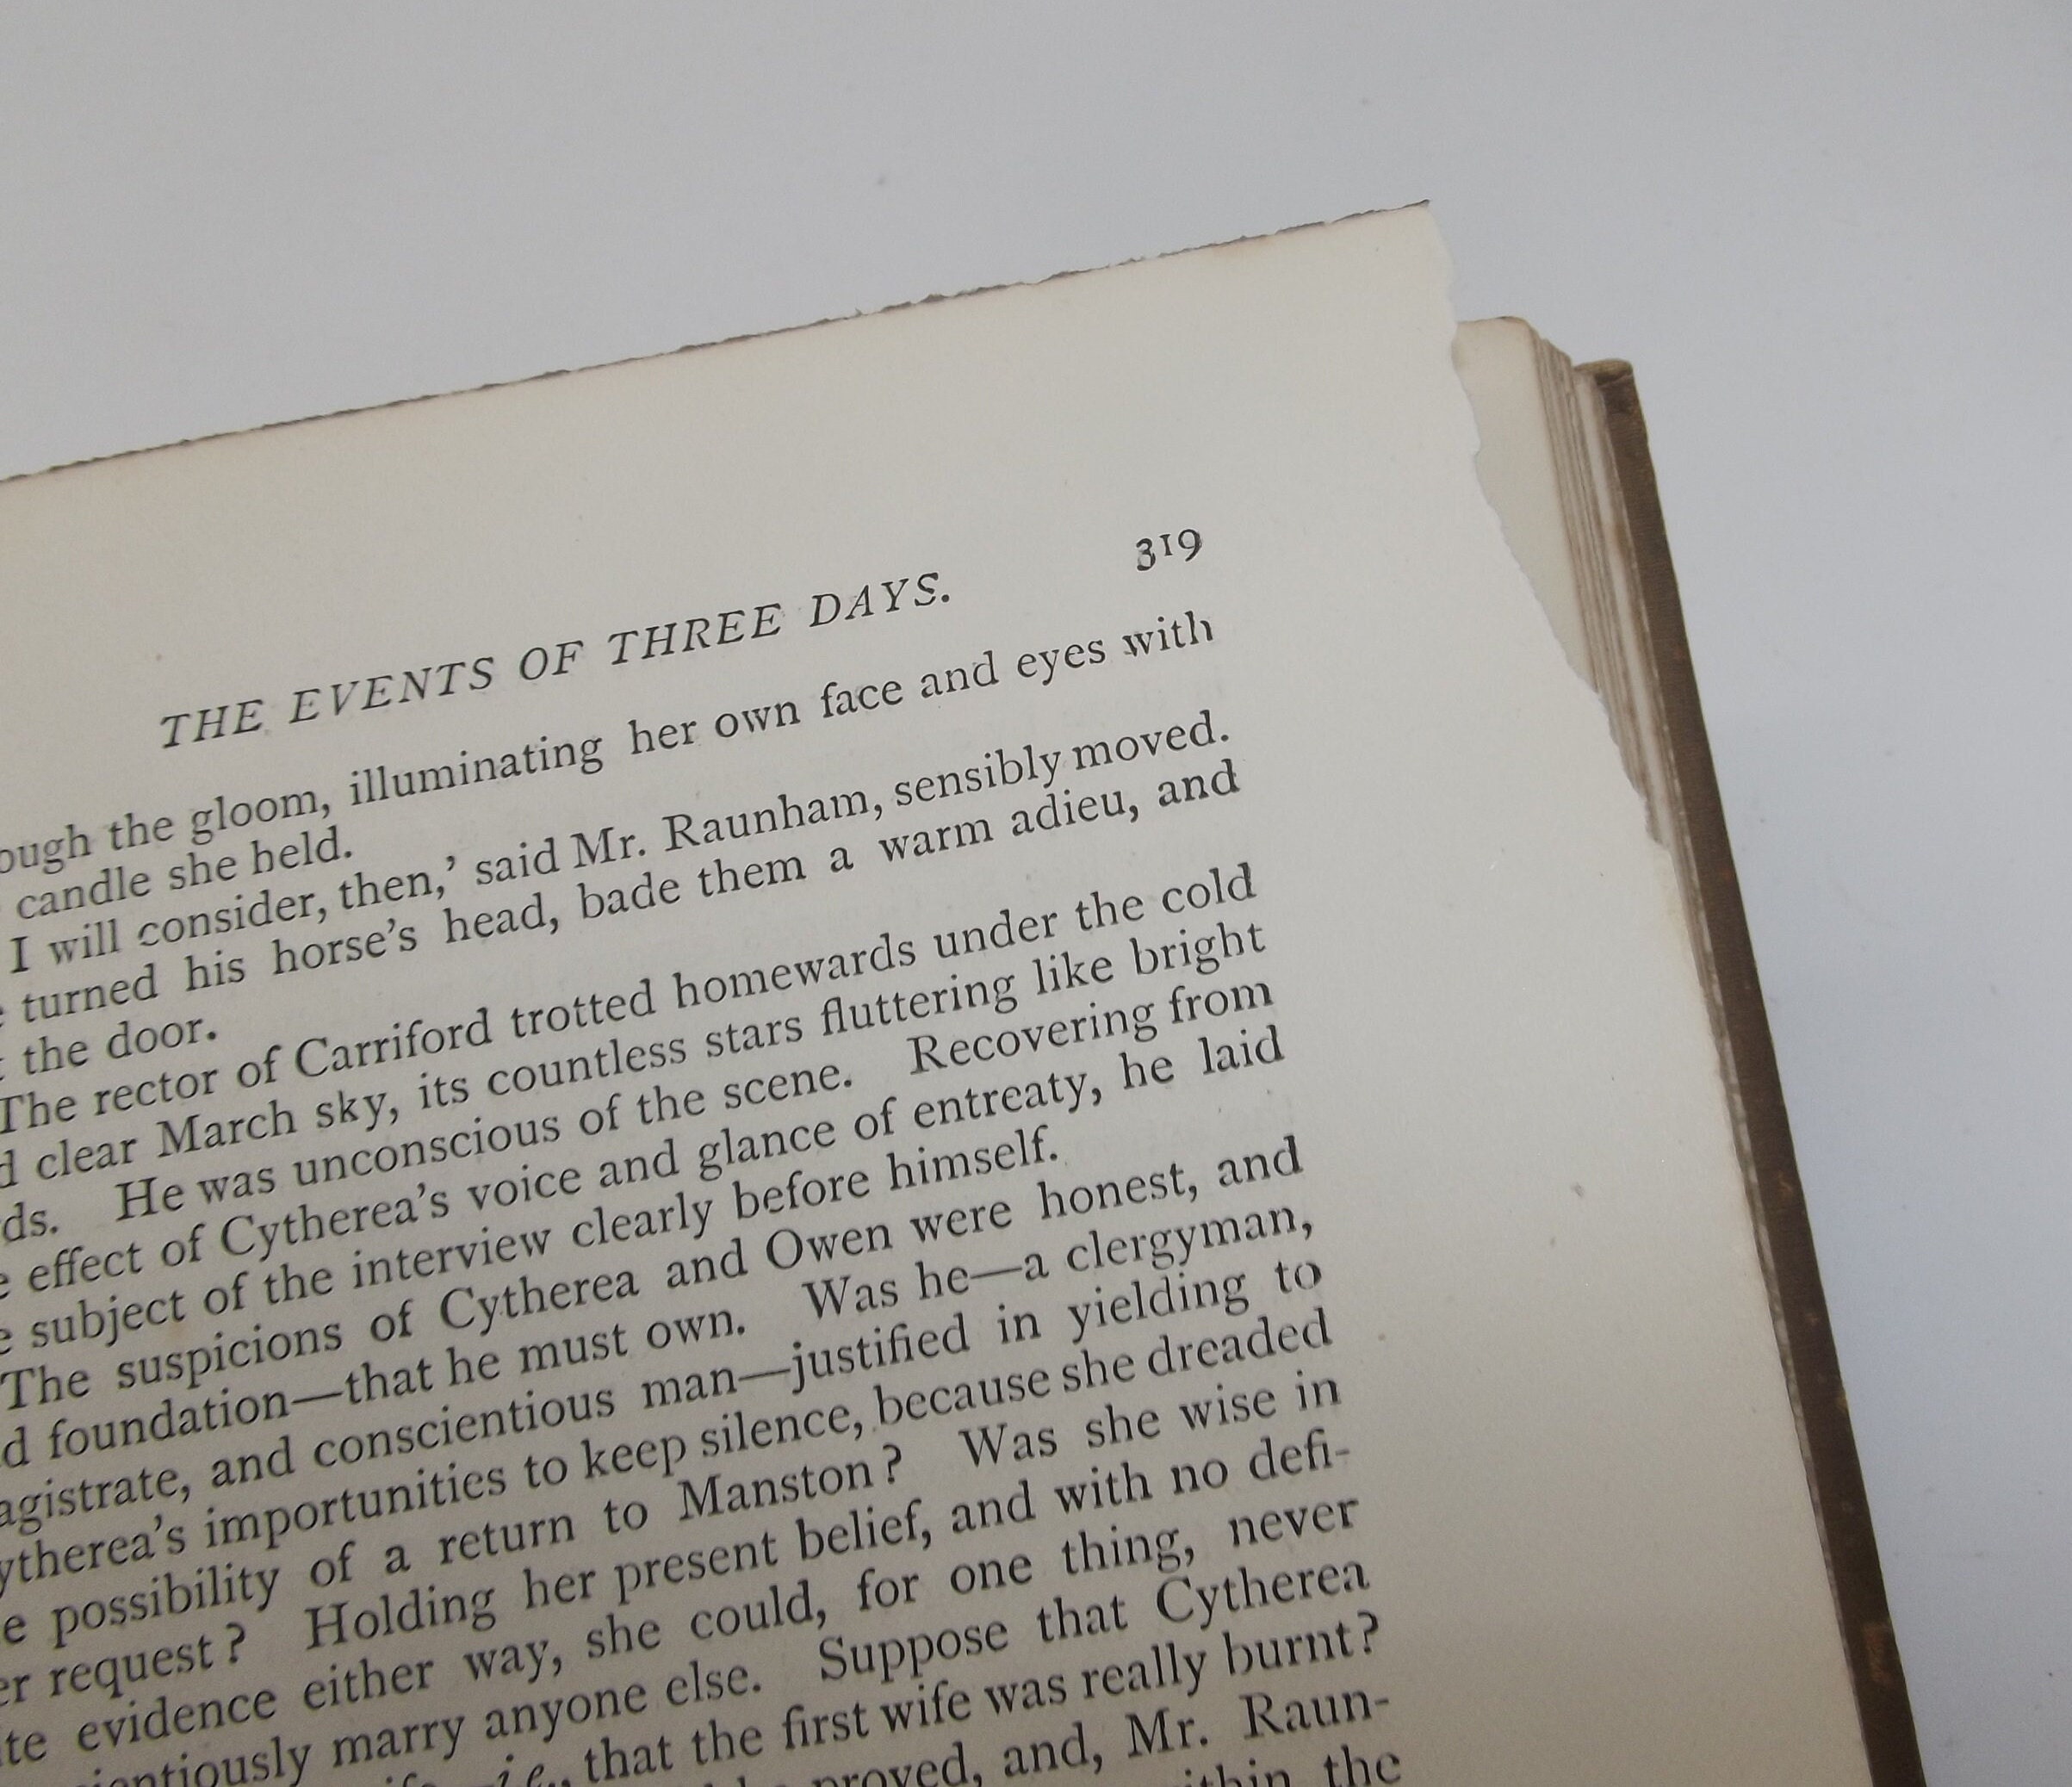 THE EVENTS OF THREE DAYS. 319
ough the gloom, illuminating her own face and eyes with
candle she held.
I will consider, then,’ said Mr. Raunham, sensibly moved.
turned his horse’s head, bade them a warm adieu, and
the door.
The rector of Carriford trotted homewards under the cold
d clear March sky, its countless stars fluttering like bright
ds. He was unconscious of the scene. Recovering from
e effect of Cytherea’s voice and glance of entreaty, he laid
e subject of the interview clearly before himself.
The suspicions of Cytherea and Owen were honest, and
d foundation—that he must own. Was he—a clergyman,
agistrate, and conscientious man—justified in yielding to
ytherea’s importunities to keep silence, because she dreaded
e possibility of a return to Manston? Was she wise in
er request? Holding her present belief, and with no defi-
te evidence either way, she could, for one thing, never
ientiously marry anyone else. Suppose that Cytherea
i.e., that the first wife was really burnt?
proved, and, Mr. Raun-
ithin the